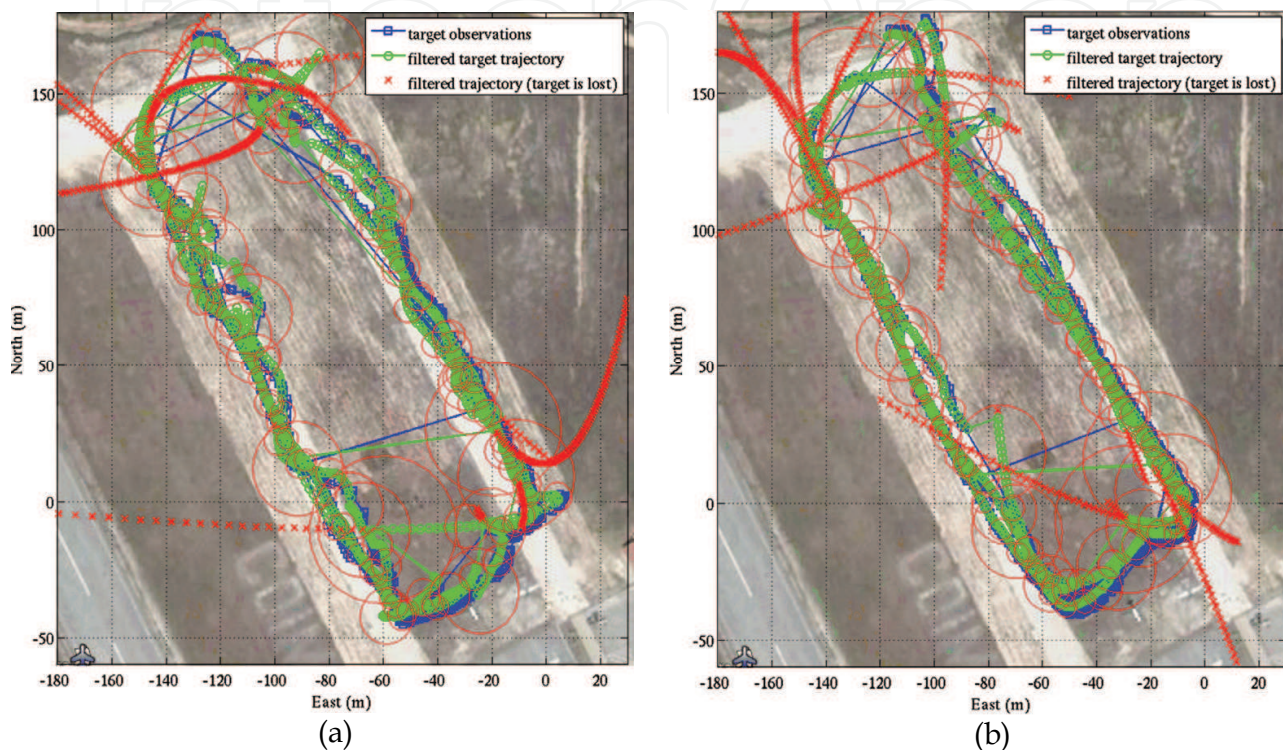 target observations
filtered target trajectory
filtered trajectory (target is lost)
150
100
50
0
-50
North (m)
-180 -160 -140 -120 -100 -80 -60 -40 -20 0 20
East (m)
(a)
target observations
filtered target trajectory
filtered trajectory (target is lost)
150
100
50
0
-50
North (m)
-180 -160 -140 -120 -100 -80 -60 -40 -20 0 20
East (m)
(b)